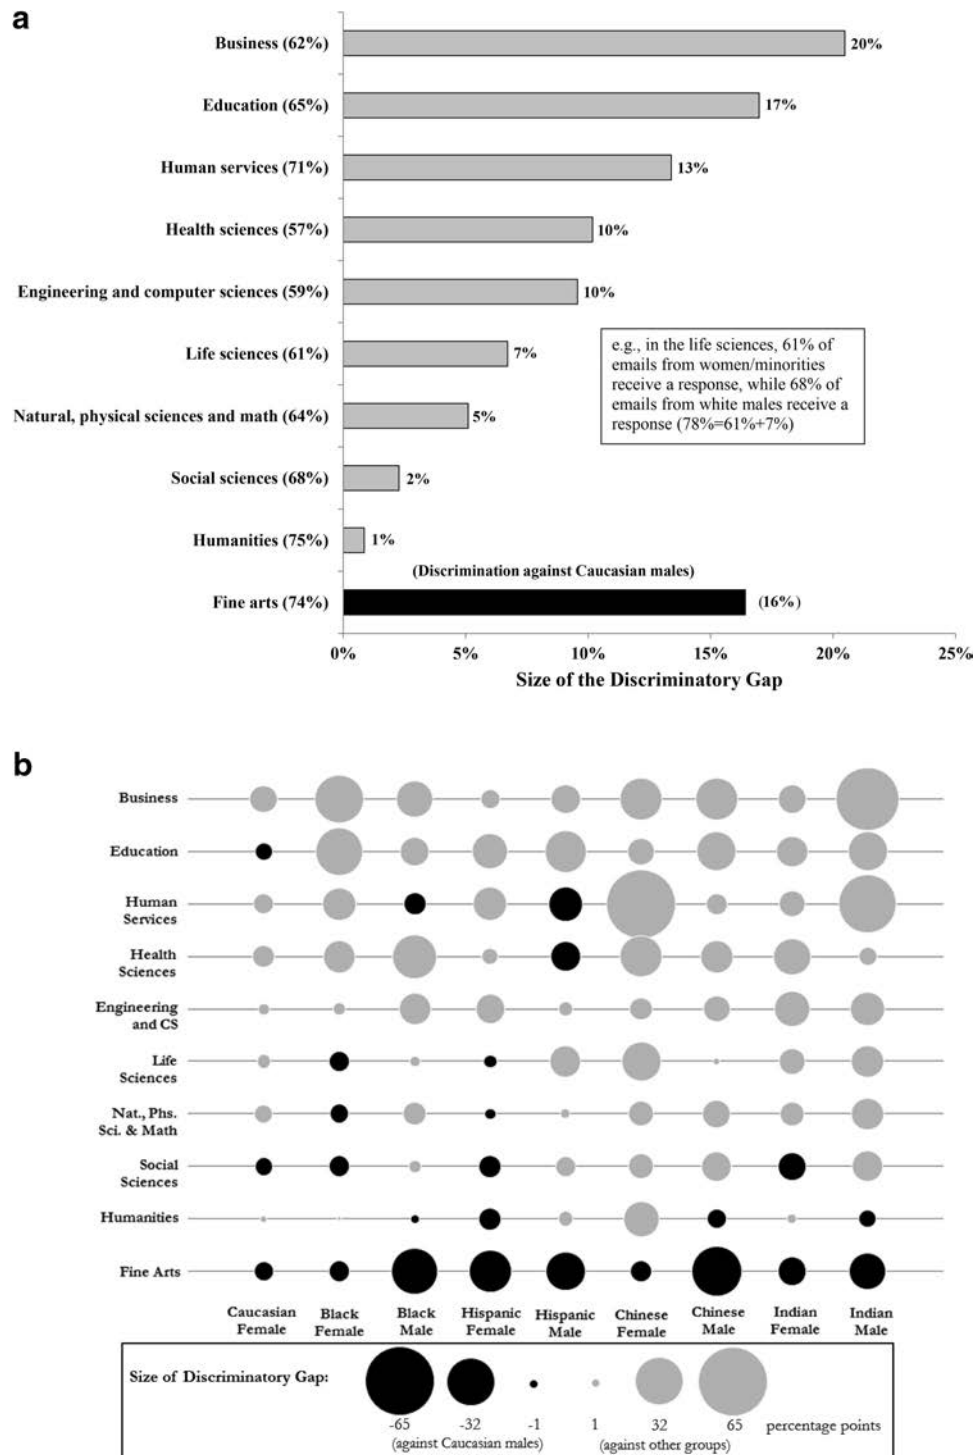 a
Business (62%)
20%
Education (65%)
17%
Human services (71%)
13%
Health sciences (57%)
10%
Engineering and computer sciences (59%)
10%
Life sciences (61%)
7%
e.g., in the life sciences, 61% of
emails from women/minorities
receive a response, while 68% of
emails from white males receive a
response (78%=61%+7%)
Natural, physical sciences and math (64%)
5%
Social sciences (68%)
2%
Humanities (75%)
1%
(Discrimination against Caucasian males)
Fine arts (74%)
(16%)
0% 5% 10% 15% 20% 25%
Size of the Discriminatory Gap
b
Business
Education
Human
Services
Health
Sciences
Engineering
and CS
Life
Sciences
Nat., Phs.
Sci. & Math
Social
Sciences
Humanities
Fine Arts
Caucasian Black Black Hispanic Hispanic Chinese Chinese Indian Indian
Female Female Male Female Male Female Male Female Male
Size of Discriminatory Gap:
-65 -32 -1 1 32 65 percentage points
(against Caucasian males) (against other groups)